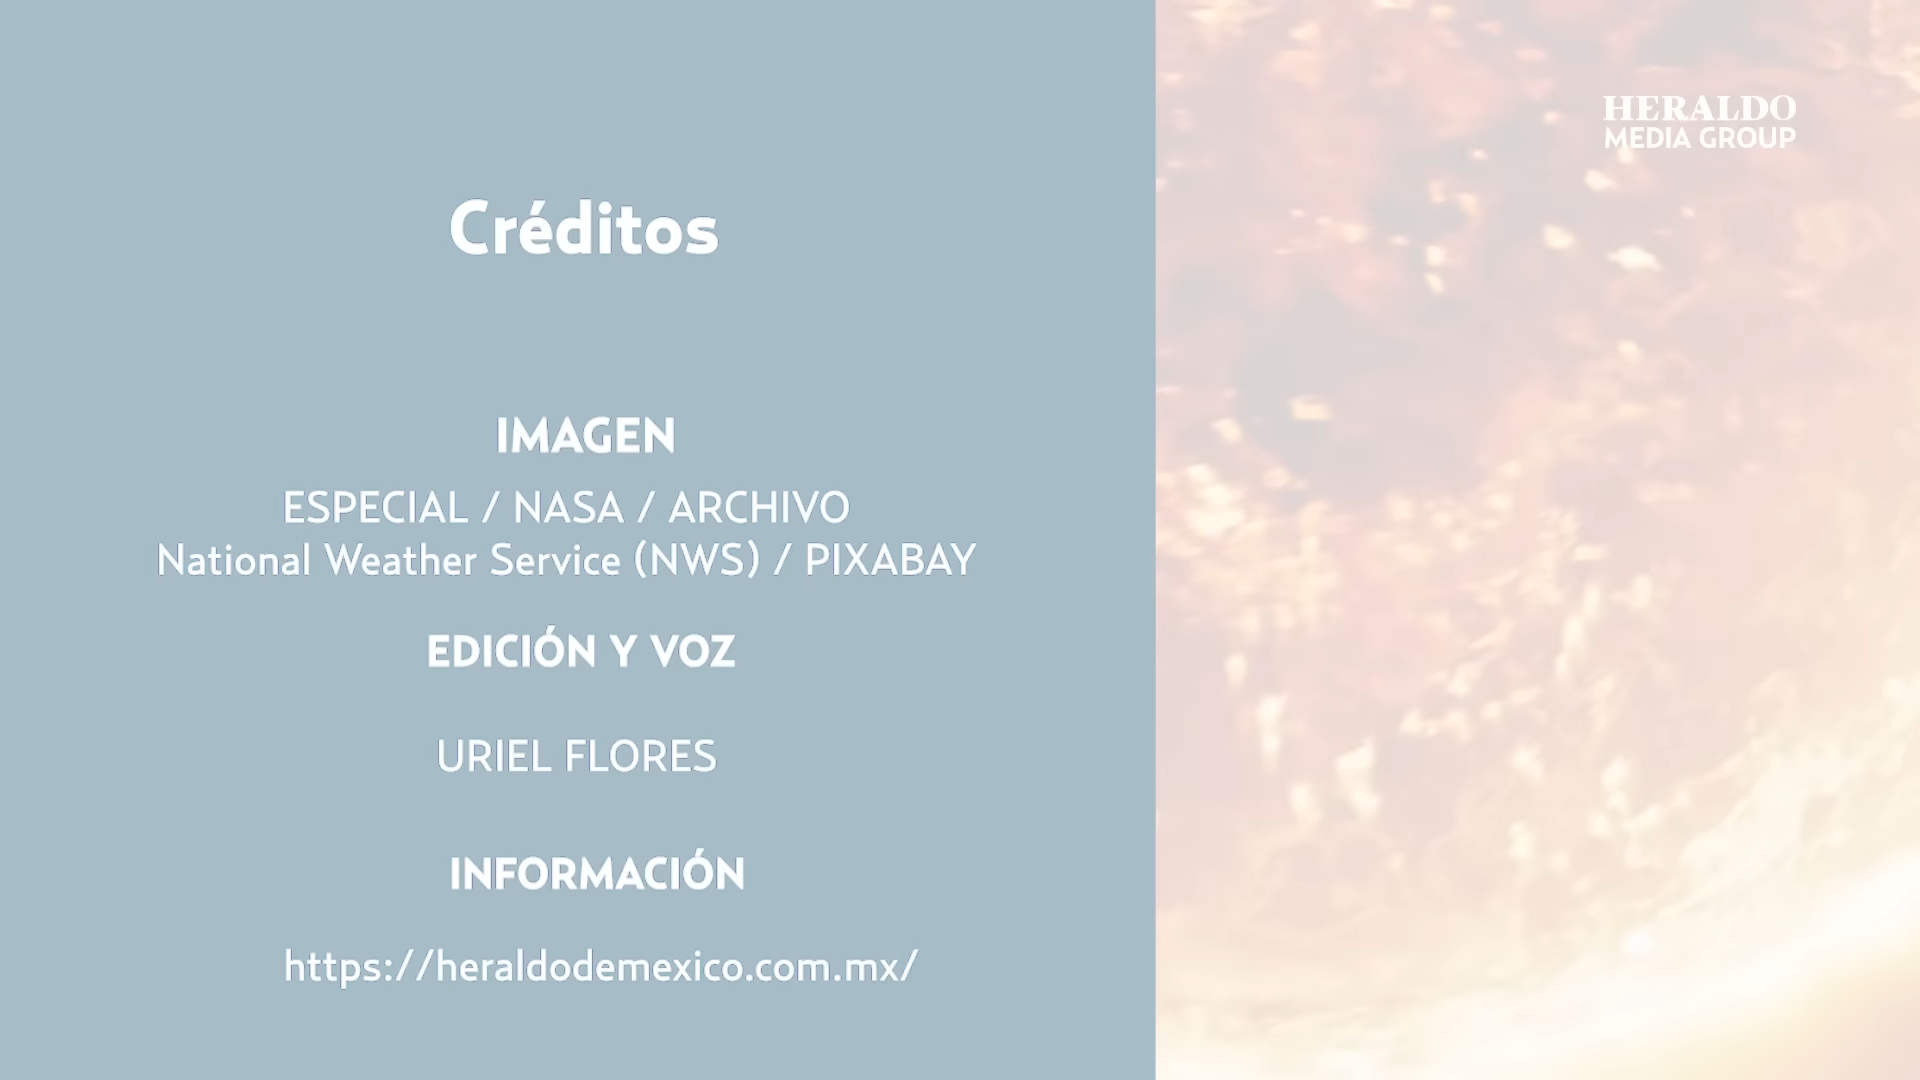 HERALDO
MEDIA GROUP
Créditos
IMAGEN
ESPECIAL / NASA / ARCHIVO
National Weather Service (NWS) / PIXABAY
EDICIÓN Y VOZ
URIEL FLORES
INFORMACIÓN
https://heraldodemexico.com.mx/